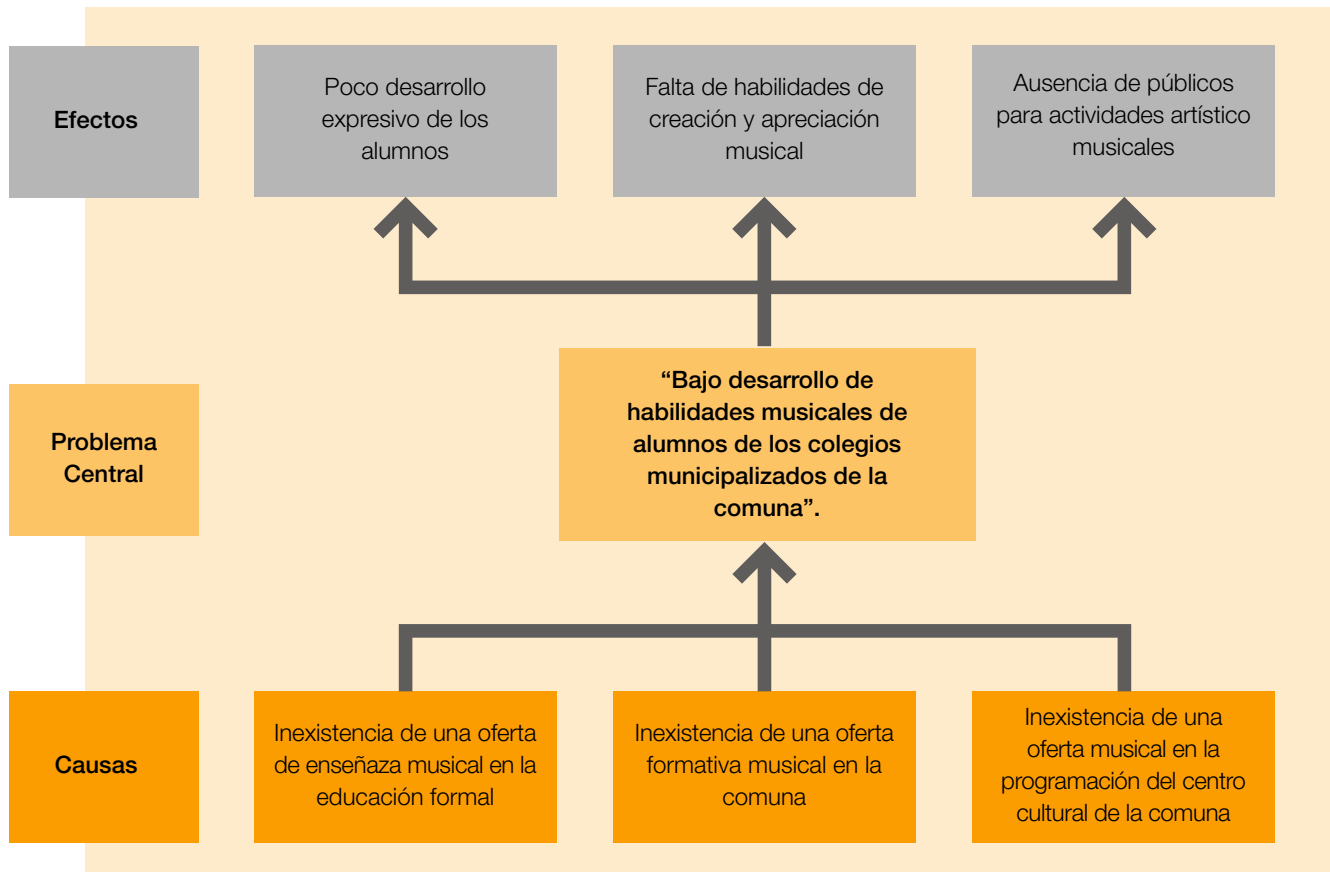 Efectos
Poco desarrollo
expresivo de los
alumnos
Falta de habilidades de
creación y apreciación
musical
Ausencia de públicos
para actividades artístico
musicales
Problema
Central
“Bajo desarrollo de
habilidades musicales de
alumnos de los colegios
municipalizados de la
comuna”.
Causas
Inexistencia de una oferta
de enseñaza musical en la
educación formal
Inexistencia de una oferta
formativa musical en la
comuna
Inexistencia de una
oferta musical en la
programación del centro
cultural de la comuna